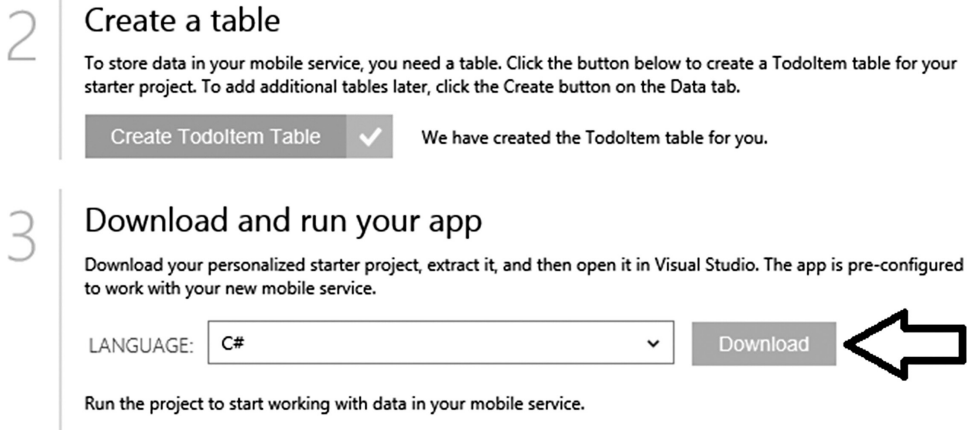 2
Create a table
To store data in your mobile service, you need a table. Click the button below to create a TodoItem table for your
starter project. To add additional tables later, click the Create button on the Data tab.
Create TodoItem Table
We have created the TodoItem table for you.
3
Download and run your app
Download your personalized starter project, extract it, and then open it in Visual Studio. The app is pre-configured
to work with your new mobile service.
LANGUAGE: C# Download
Run the project to start working with data in your mobile service.